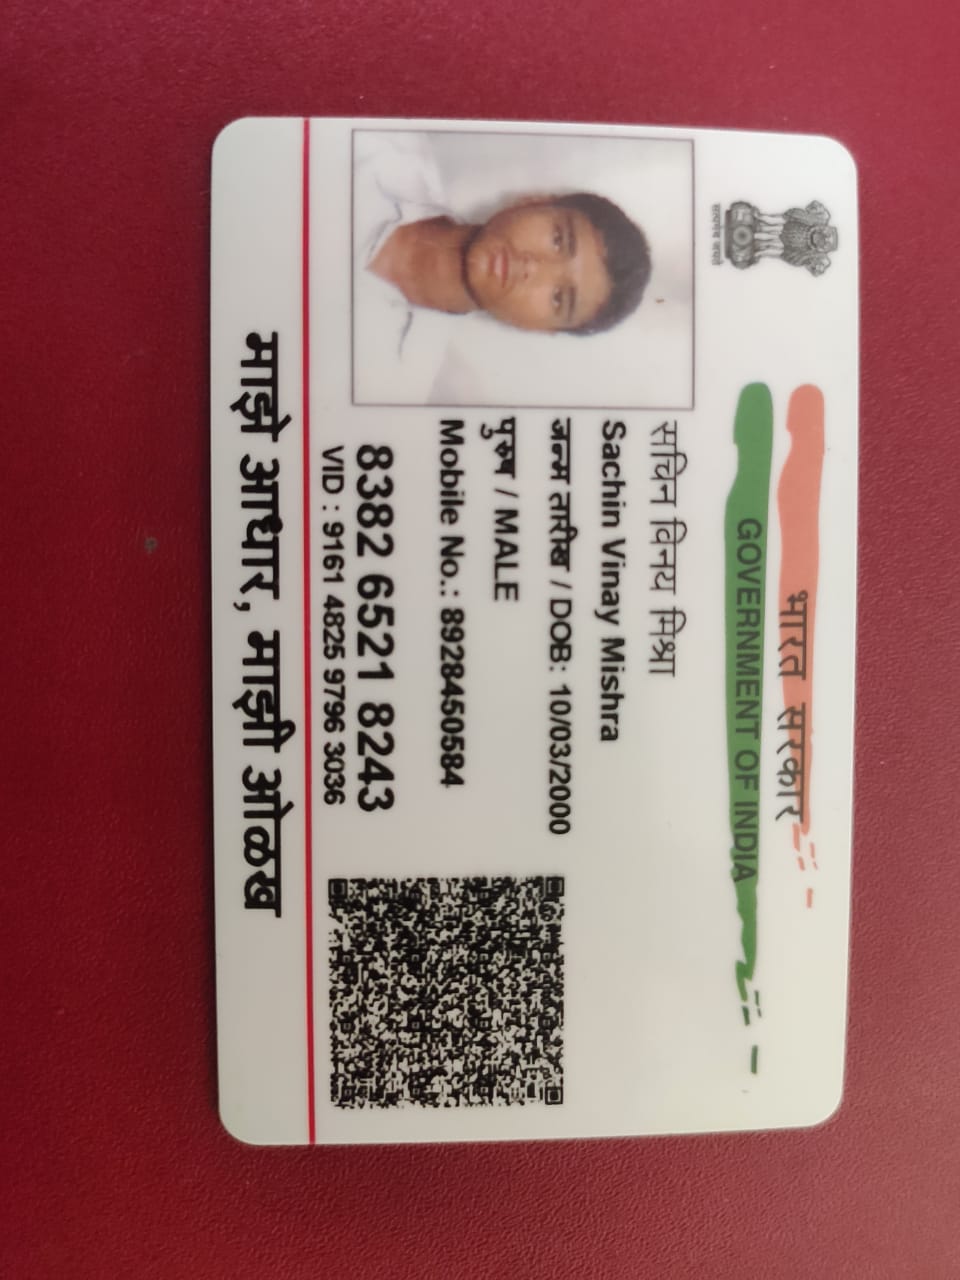 सत्यमेव जयते
भारत सरकार
GOVERNMENT OF INDIA
सचिन विनय मिश्रा
Sachin Vinay Mishra
जन्म तारीख / DOB: 10/03/2000
पुरुष / MALE
Mobile No.: 8928450584
8382 6521 8243
VID : 9161 4825 9796 3036
माझे आधार, माझी ओळख